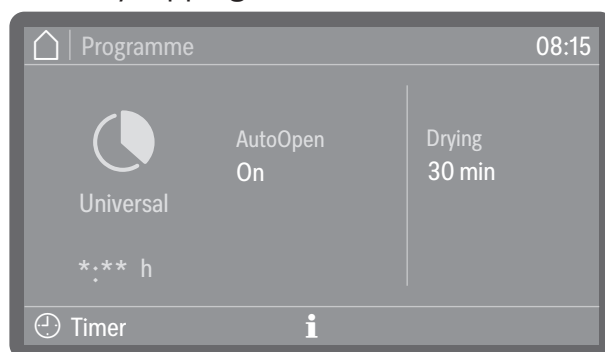 Programme
08:15
AutoOpen
On
Drying
30 min
Universal
*:** h
Timer
i